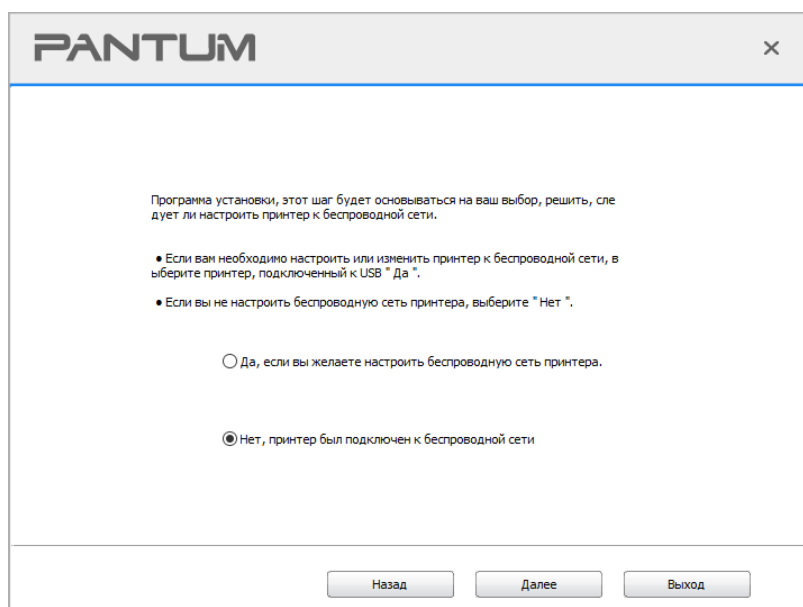 PANTUM
Программа установки, этот шаг будет основываться на ваш выбор, решить, сле
дует ли настроить принтер к беспроводной сети.
• Если вам необходимо настроить или изменить принтер к беспроводной сети, в
ыберите принтер, подключенный к USB " Да ".
• Если вы не настроить беспроводную сеть принтера, выберите " Нет ".
Да, если вы желаете настроить беспроводную сеть принтера.
Нет, принтер был подключен к беспроводной сети
Назад Далее Выход